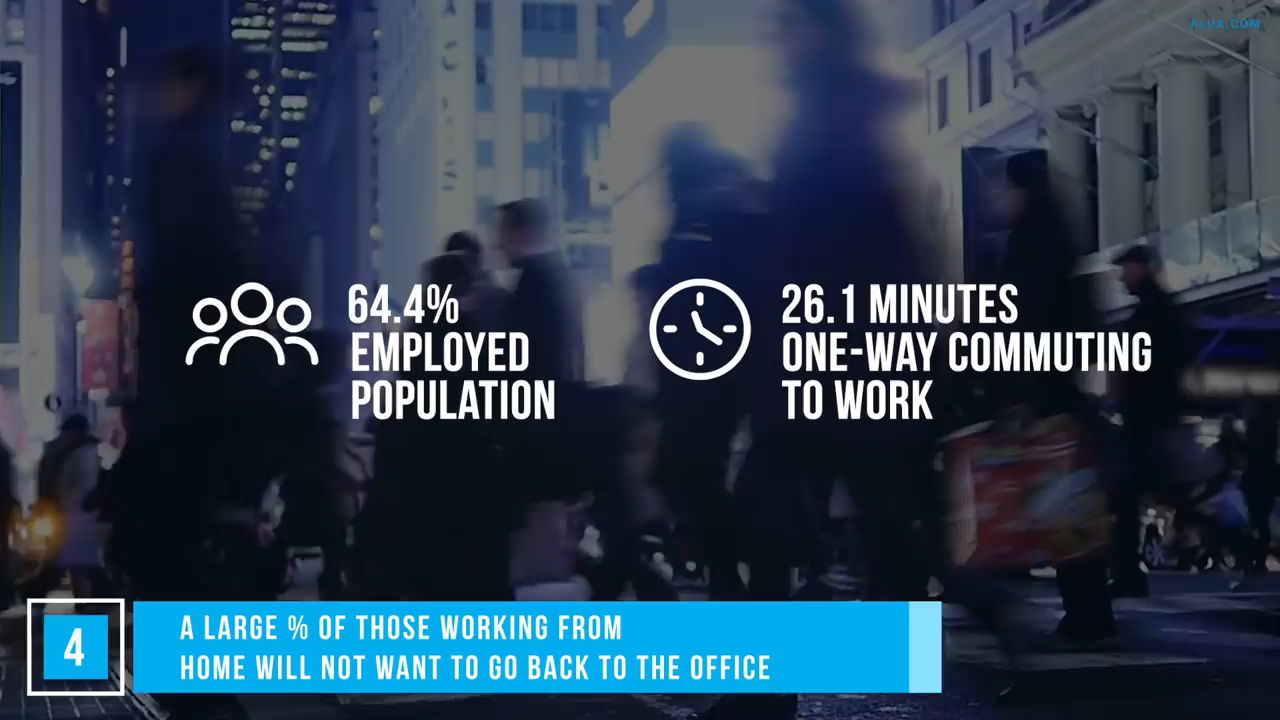 ALUX.COM
64.4%
EMPLOYED
POPULATION
26.1 MINUTES
ONE-WAY COMMUTING
TO WORK
4
A LARGE % OF THOSE WORKING FROM
HOME WILL NOT WANT TO GO BACK TO THE OFFICE